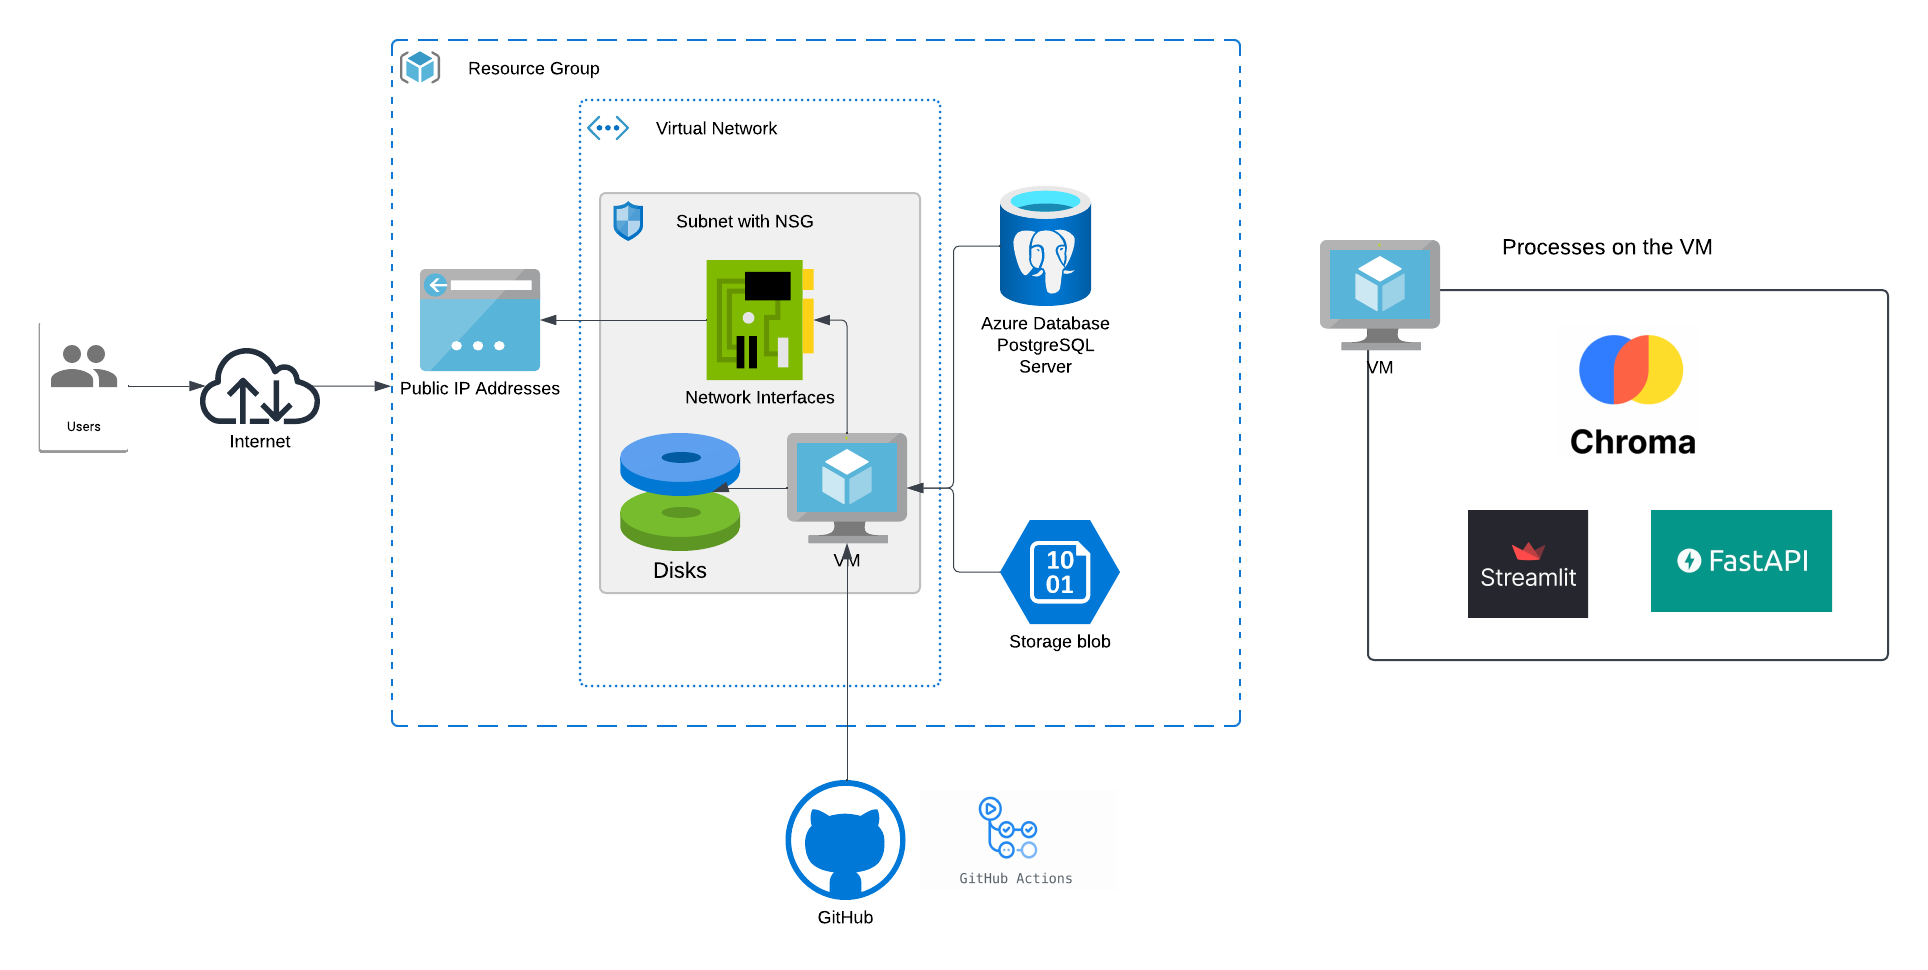 Resource Group
Virtual Network
Subnet with NSG
Network Interfaces
Public IP Addresses
Users
Internet
Disks
VM
Azure Database
PostgreSQL
Server
10
01
Storage blob
GitHub
GitHub Actions
Processes on the VM
VM
Chroma
Streamlit
FastAPI